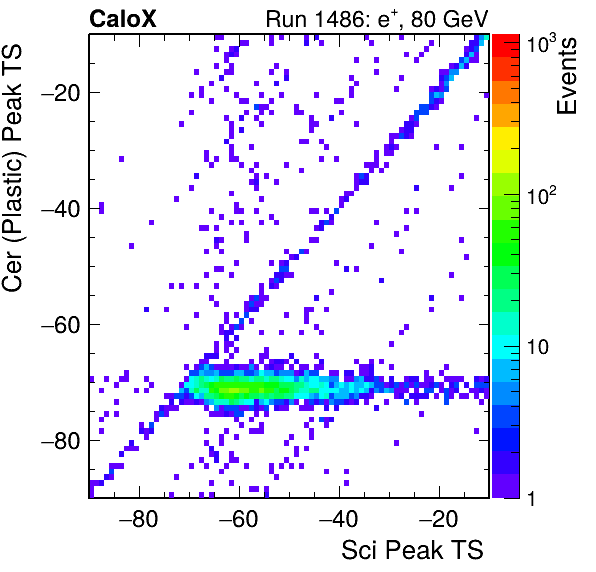 CaloX Run 1486: e⁺, 80 GeV
Cer (Plastic) Peak TS
−20
−40
−60
−80
−80 −60 −40 −20
Sci Peak TS
10³
10²
10
1
Events